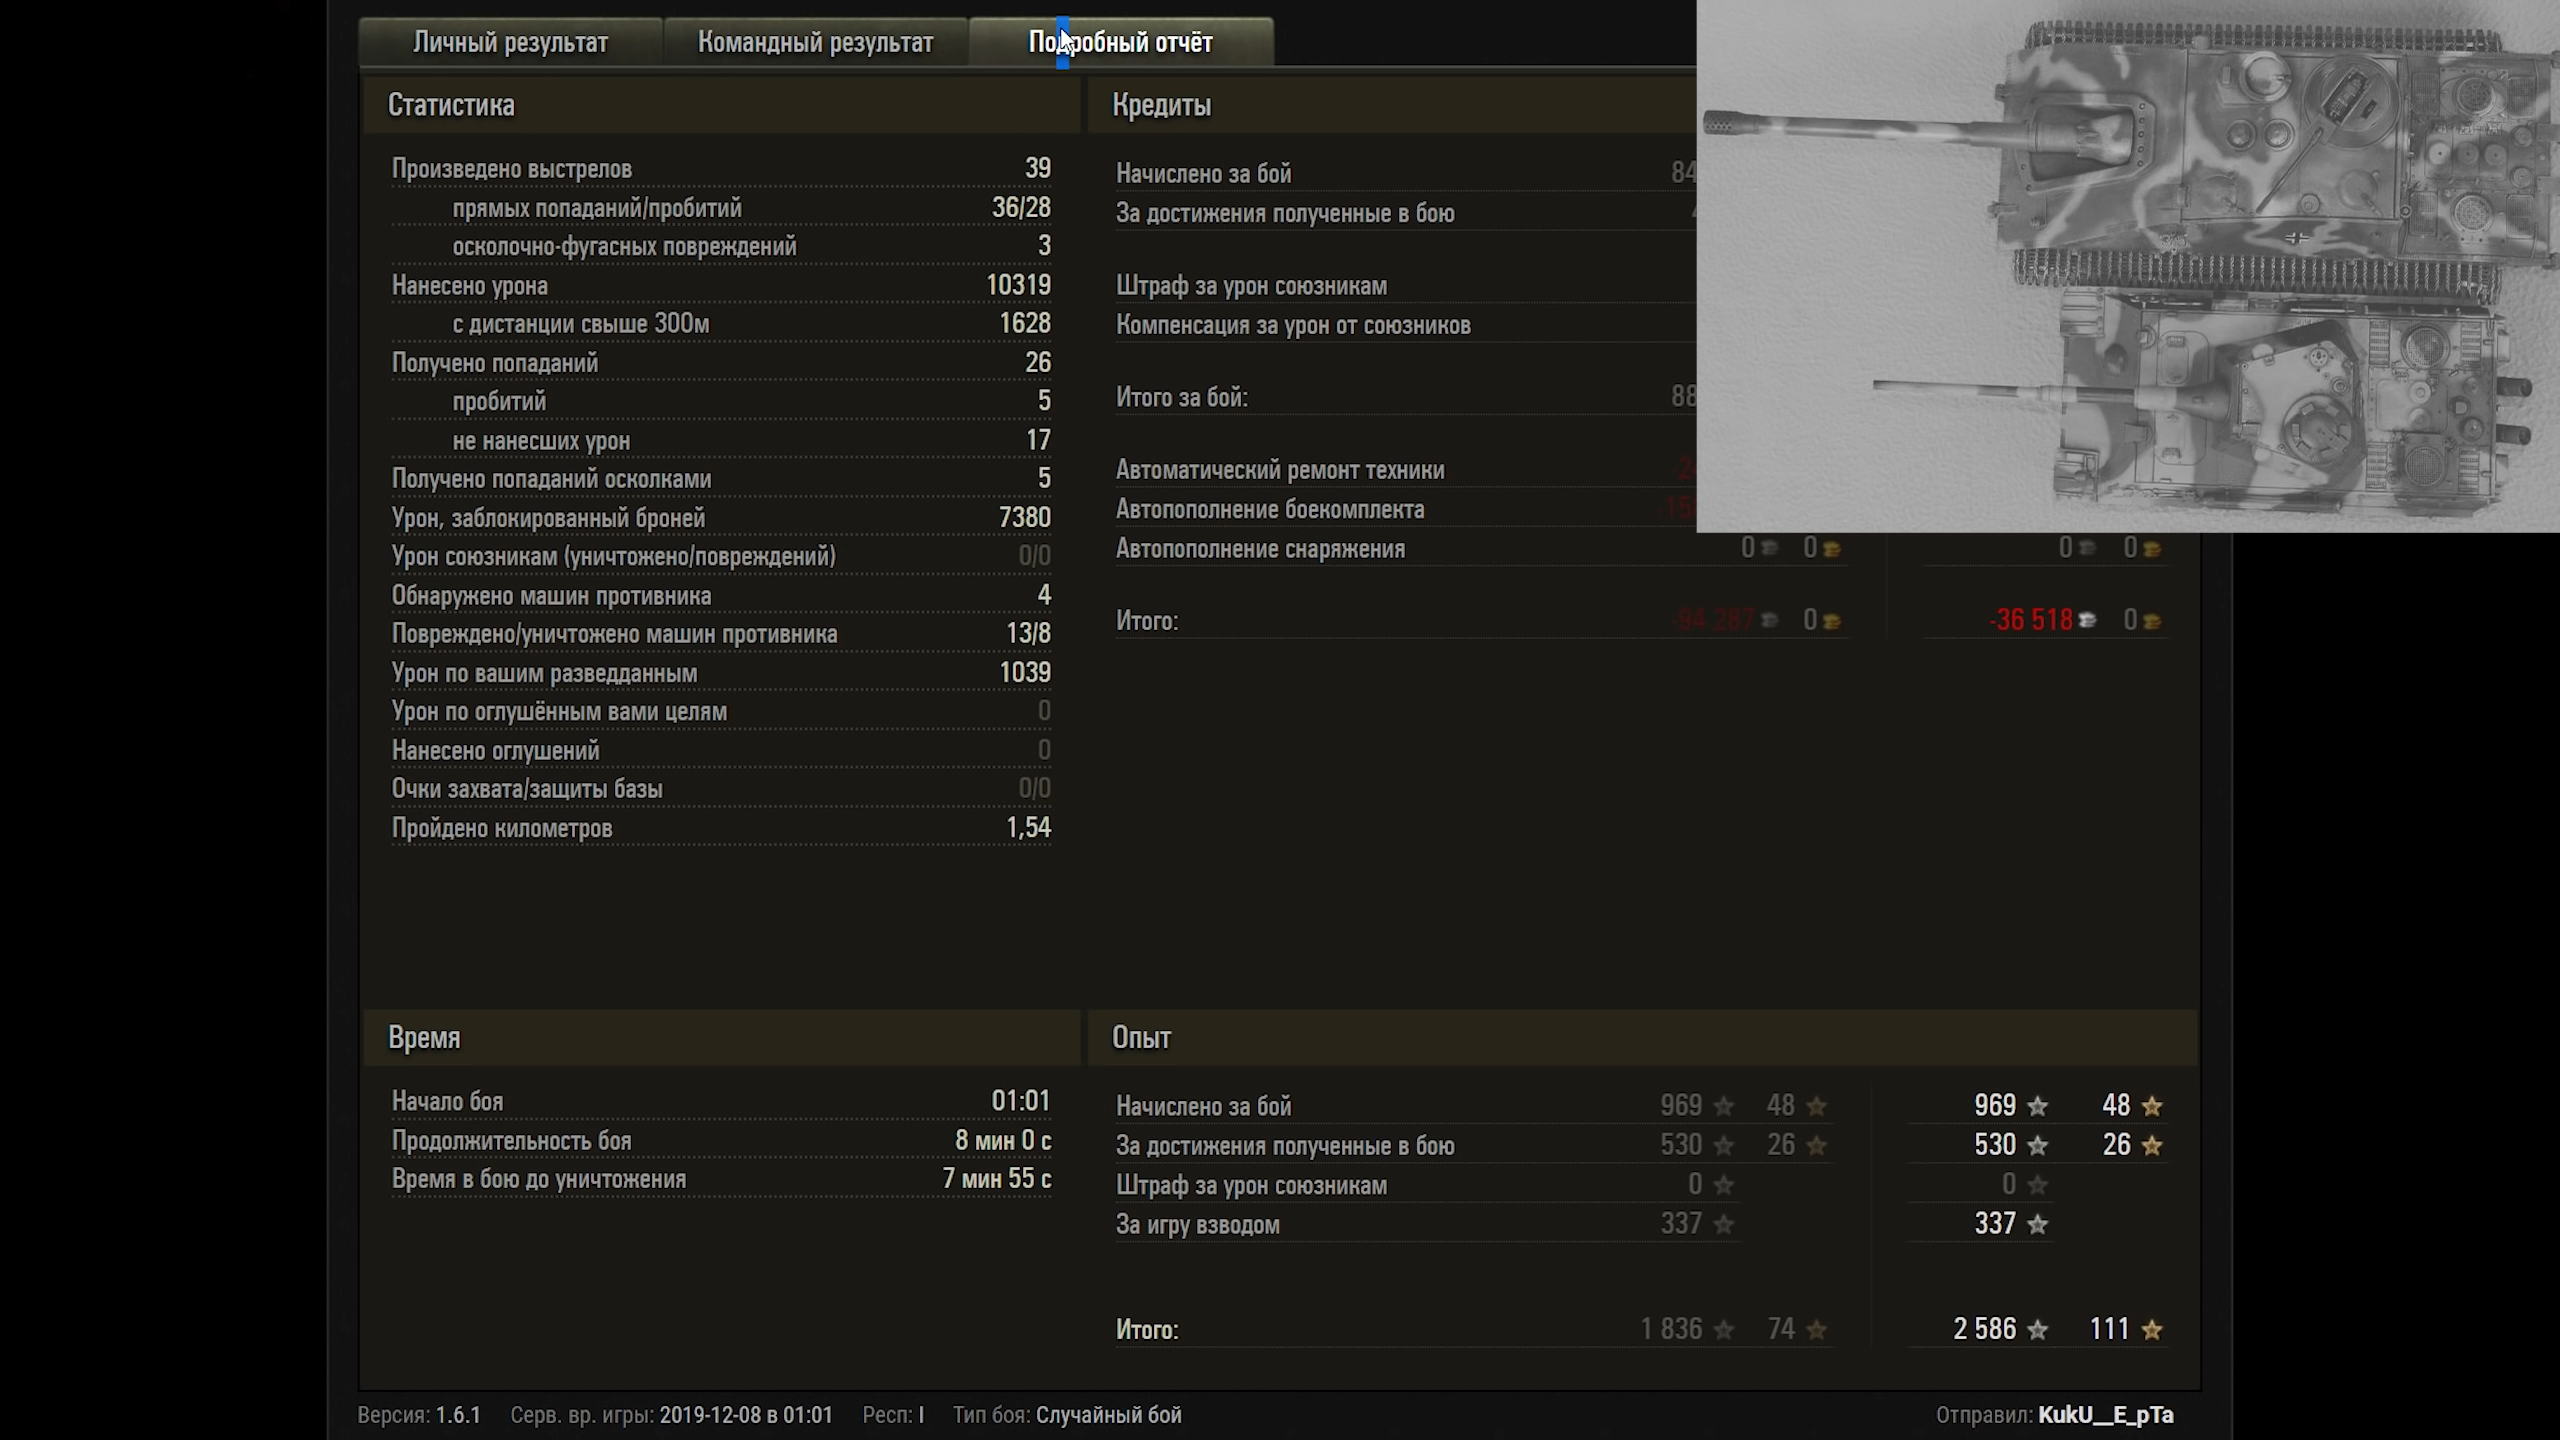 Личный результат Командный результат Подробный отчёт
Статистика
Произведено выстрелов 39
прямых попаданий/пробитий 36/28
осколочно-фугасных повреждений 3
Нанесено урона 10319
с дистанции свыше 300м 1628
Получено попаданий 26
пробитий 5
не нанесших урон 17
Получено попаданий осколками 5
Урон, заблокированный броней 7380
Урон союзникам (уничтожено/повреждений) 0/0
Обнаружено машин противника 4
Повреждено/уничтожено машин противника 13/8
Урон по вашим разведданным 1039
Урон по оглушённым вами целям 0
Нанесено оглушений 0
Очки захвата/защиты базы 0/0
Пройдено километров 1,54
Кредиты
Начислено за бой 84
За достижения полученные в бою
Штраф за урон союзникам
Компенсация за урон от союзников
Итого за бой: 88
Автоматический ремонт техники
Автопополнение боекомплекта
Автопополнение снаряжения 0 0 0 0
Итого: -94 287 0 -36 518 0
Время
Начало боя 01:01
Продолжительность боя 8 мин 0 с
Время в бою до уничтожения 7 мин 55 с
Опыт
Начислено за бой 969 48 969 48
За достижения полученные в бою 530 26 530 26
Штраф за урон союзникам 0 0
За игру взводом 337 337
Итого: 1 836 74 2 586 111
Версия: 1.6.1 Серв. вр. игры: 2019-12-08 в 01:01 Респ: I Тип боя: Случайный бой Отправил: KukU__E_pTa